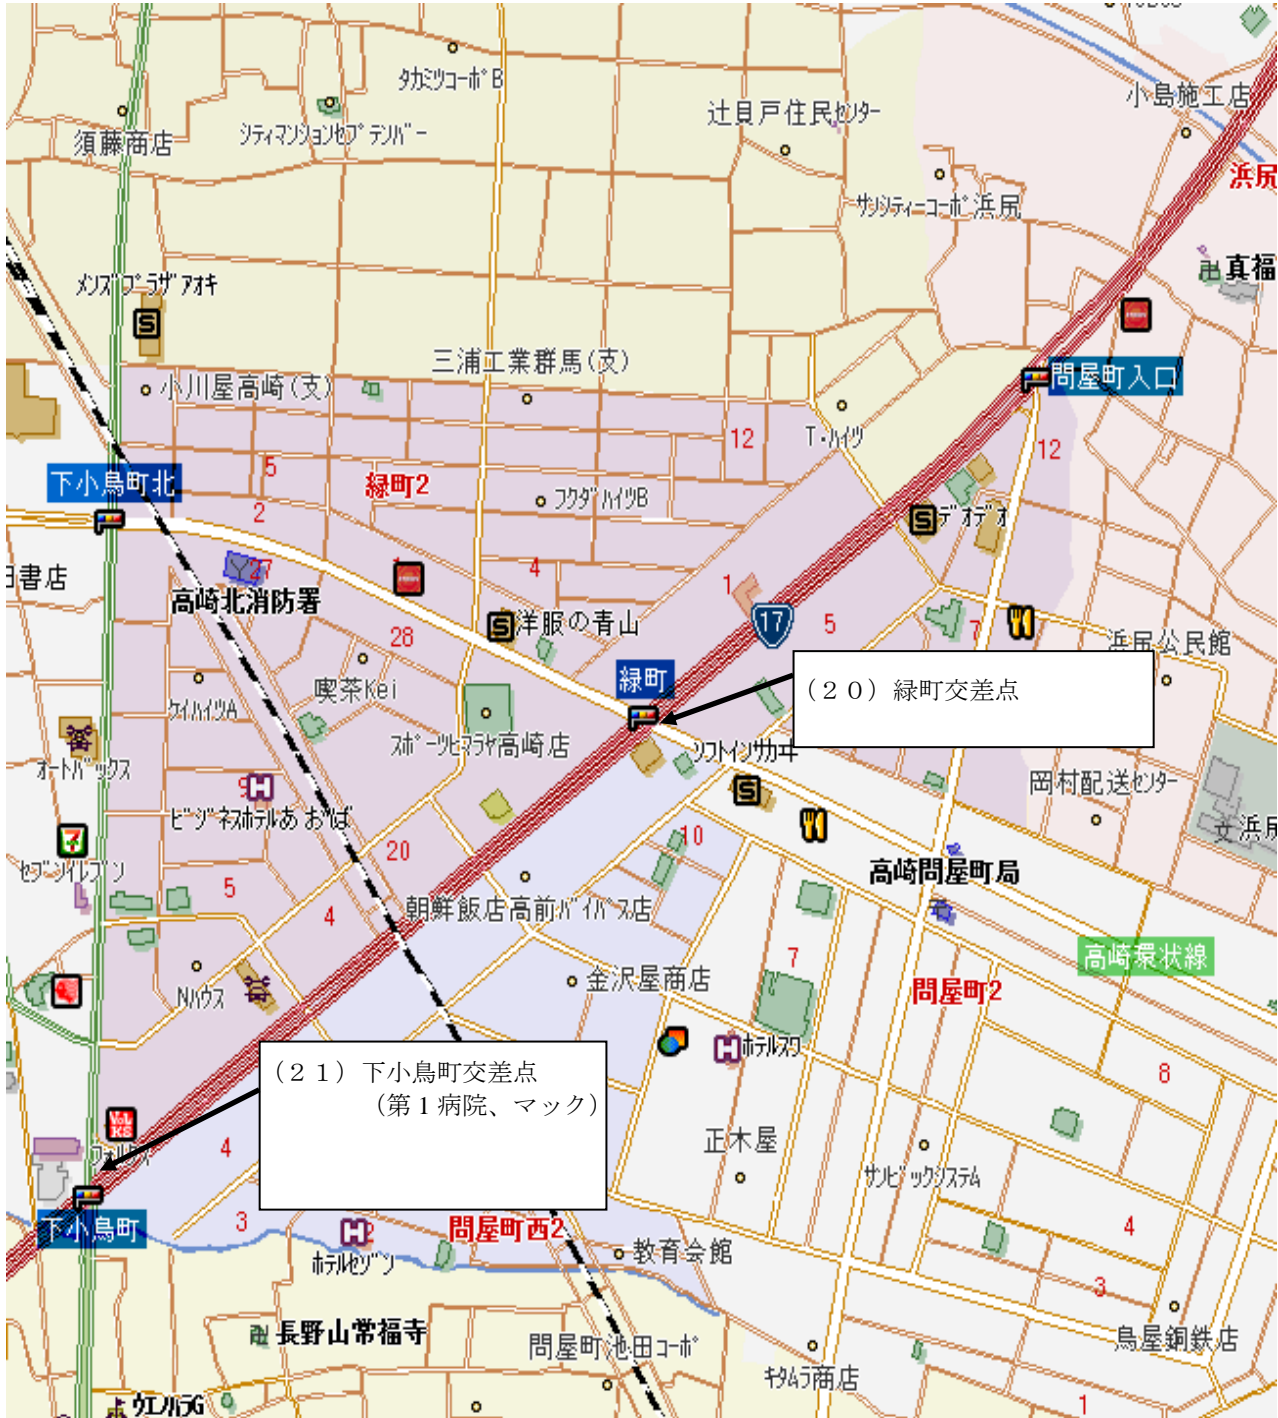 タカミツコーポB
小島施工店
辻貝戸住民センター
シティマンションセプテンバー
須藤商店
浜尻
サンシティーコーポ浜尻
真福
メンズプラザアオキ
三浦工業群馬(支)
小川屋高崎(支)
問屋町入口
T・ハイツ
12
12
5
緑町2
下小鳥町北
フクダハイツB
2
デオデオ
27
1
4
書店
高崎北消防署
1
17
洋服の青山
5
7
28
浜尻公民館
緑町
(20)緑町交差点
喫茶Kei
ケイハイツA
スポーツヒマラヤ高崎店
ソフトインサカヰ
オートバックス
岡村配送センター
9
ビジネスホテルあおば
浜尻
20
10
セブンイレブン
高崎問屋町局
5
4
朝鮮飯店高前バイパス店
高崎環状線
7
Nハウス
金沢屋商店
問屋町2
ホテルスワ
(21)下小鳥町交差点
(第1病院、マック)
8
フォルクス
4
正木屋
サンビックシステム
3
下小鳥町
2
問屋町西2
4
教育会館
ホテルセゾン
3
長野山常福寺
問屋町池田コーポ
鳥屋鋼鉄店
キタムラ商店
ウエノハラG
1